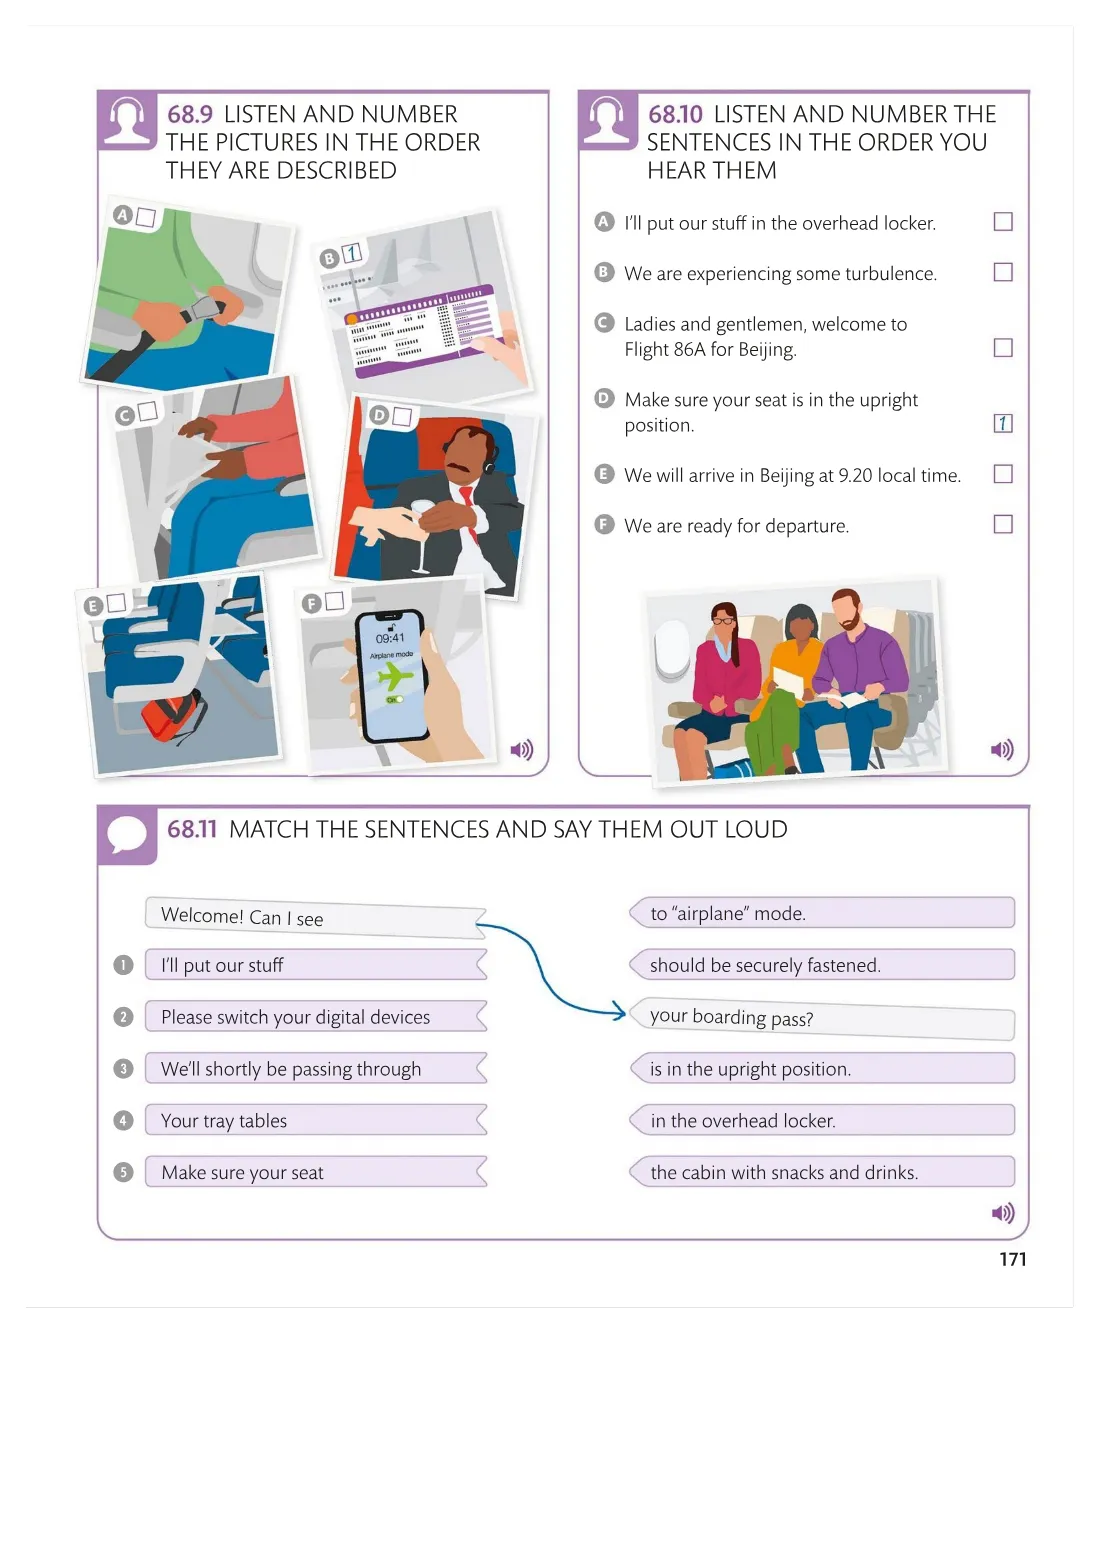 68.9 LISTEN AND NUMBER
THE PICTURES IN THE ORDER
THEY ARE DESCRIBED
A
B 1
C
D
E
F
09:41
Airplane mode
On
68.10 LISTEN AND NUMBER THE
SENTENCES IN THE ORDER YOU
HEAR THEM
A I'll put our stuff in the overhead locker.
B We are experiencing some turbulence.
C Ladies and gentlemen, welcome to
Flight 86A for Beijing.
D Make sure your seat is in the upright
position. 1
E We will arrive in Beijing at 9.20 local time.
F We are ready for departure.
68.11 MATCH THE SENTENCES AND SAY THEM OUT LOUD
Welcome! Can I see
1 I'll put our stuff
2 Please switch your digital devices
3 We'll shortly be passing through
4 Your tray tables
5 Make sure your seat
to “airplane” mode.
should be securely fastened.
your boarding pass?
is in the upright position.
in the overhead locker.
the cabin with snacks and drinks.
171